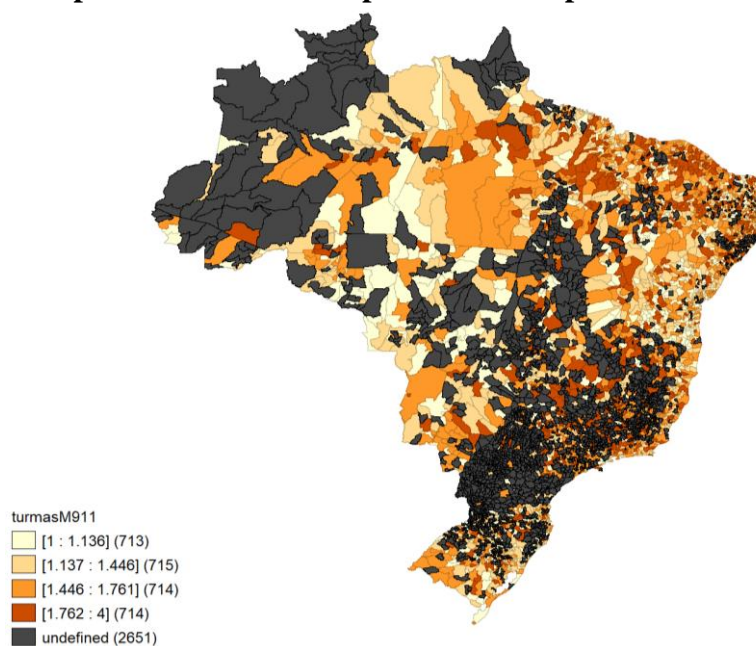 turmasM911
[1 : 1.136] (713)
[1.137 : 1.446] (715)
[1.446 : 1.761] (714)
[1.762 : 4] (714)
undefined (2651)